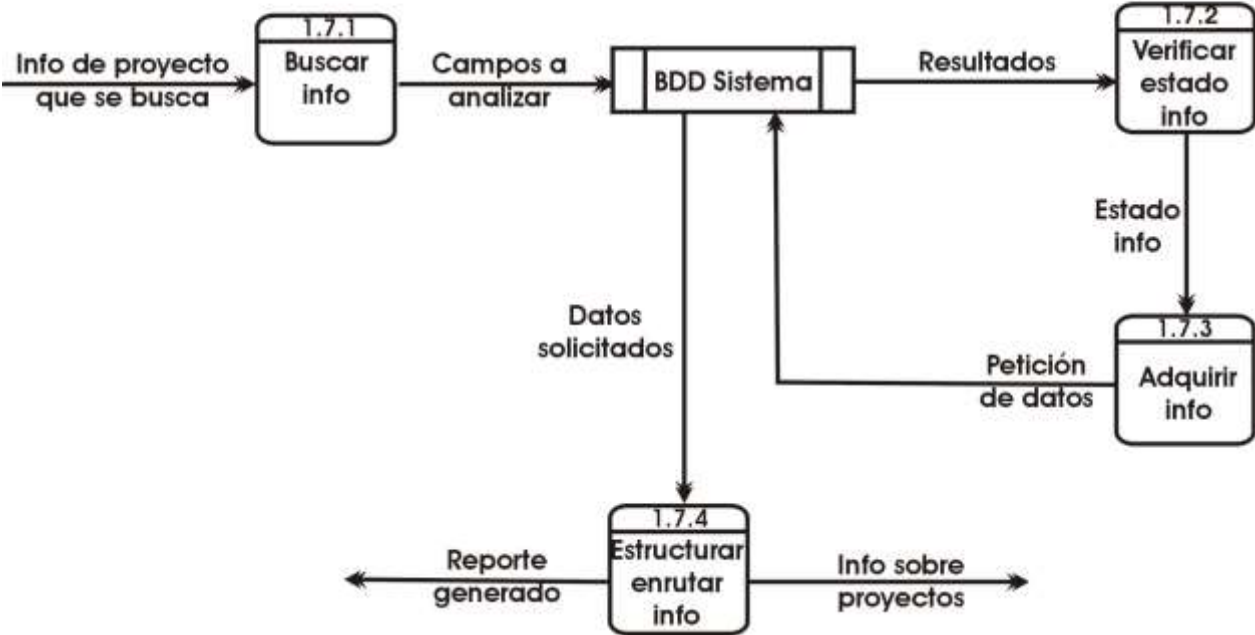 1.7.1
Buscar
info
Info de proyecto
que se busca
Campos a
analizar
BDD Sistema
Resultados
1.7.2
Verificar
estado
info
Estado
info
1.7.3
Adquirir
info
Petición
de datos
Datos
solicitados
1.7.4
Estructurar
enrutar
info
Reporte
generado
Info sobre
proyectos